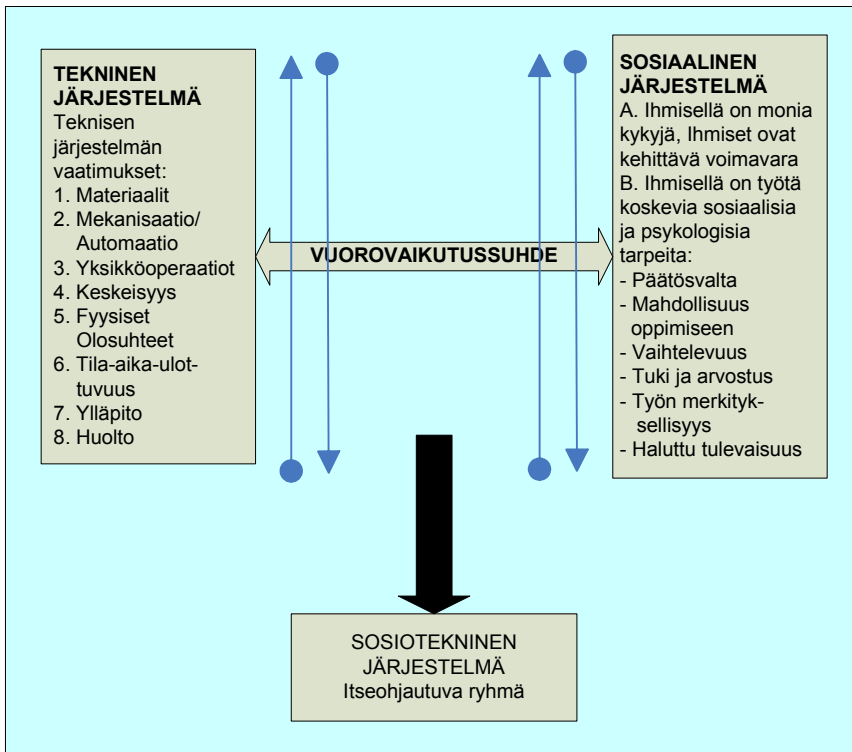 TEKNINEN
JÄRJESTELMÄ
Teknisen
järjestelmän
vaatimukset:
1. Materiaalit
2. Mekanisaatio/
Automaatio
3. Yksikköoperaatiot
4. Keskeisyys
5. Fyysiset
Olosuhteet
6. Tila-aika-ulot-
tuvuus
7. Ylläpito
8. Huolto
VUOROVAIKUTUSSUHDE
SOSIAALINEN
JÄRJESTELMÄ
A. Ihmisellä on monia
kykyjä, Ihmiset ovat
kehittävä voimavara
B. Ihmisellä on työtä
koskevia sosiaalisia
ja psykologisia
tarpeita:
- Päätösvalta
- Mahdollisuus
oppimiseen
- Vaihtelevuus
- Tuki ja arvostus
- Työn merkityk-
sellisyys
- Haluttu tulevaisuus
SOSIOTEKNINEN
JÄRJESTELMÄ
Itseohjautuva ryhmä